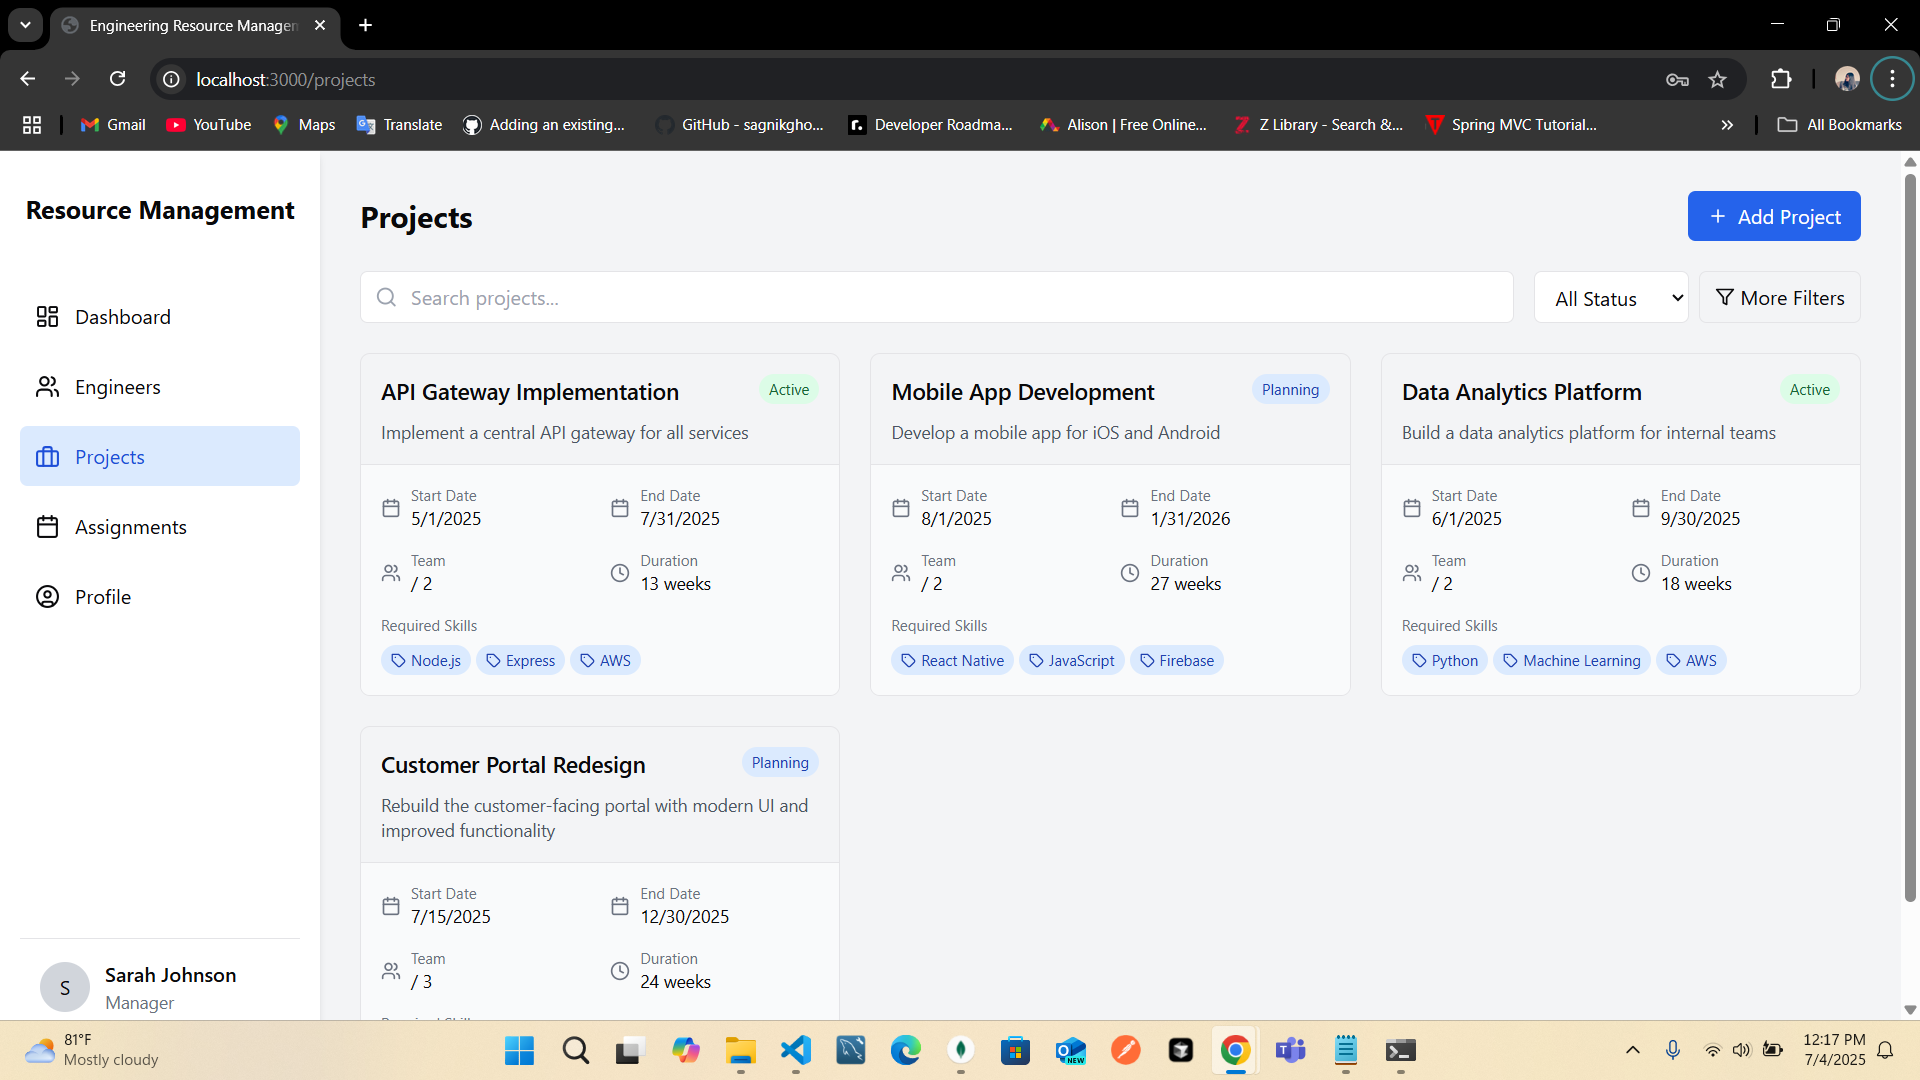 Engineering Resource Managen
localhost:3000/projects
Gmail
YouTube
Maps
Translate
Adding an existing...
GitHub - sagnikgho...
Developer Roadma...
Alison | Free Online...
Z Library - Search &...
Spring MVC Tutorial...
All Bookmarks
Resource Management
Dashboard
Engineers
Projects
Assignments
Profile
S
Sarah Johnson
Manager
Projects
+ Add Project
Search projects...
All Status
More Filters
API Gateway Implementation
Active
Implement a central API gateway for all services
Start Date
5/1/2025
End Date
7/31/2025
Team
/ 2
Duration
13 weeks
Required Skills
Node.js
Express
AWS
Mobile App Development
Planning
Develop a mobile app for iOS and Android
Start Date
8/1/2025
End Date
1/31/2026
Team
/ 2
Duration
27 weeks
Required Skills
React Native
JavaScript
Firebase
Data Analytics Platform
Active
Build a data analytics platform for internal teams
Start Date
6/1/2025
End Date
9/30/2025
Team
/ 2
Duration
18 weeks
Required Skills
Python
Machine Learning
AWS
Customer Portal Redesign
Planning
Rebuild the customer-facing portal with modern UI and
improved functionality
Start Date
7/15/2025
End Date
12/30/2025
Team
/ 3
Duration
24 weeks
81°F
Mostly cloudy
NEW
12:17 PM
7/4/2025